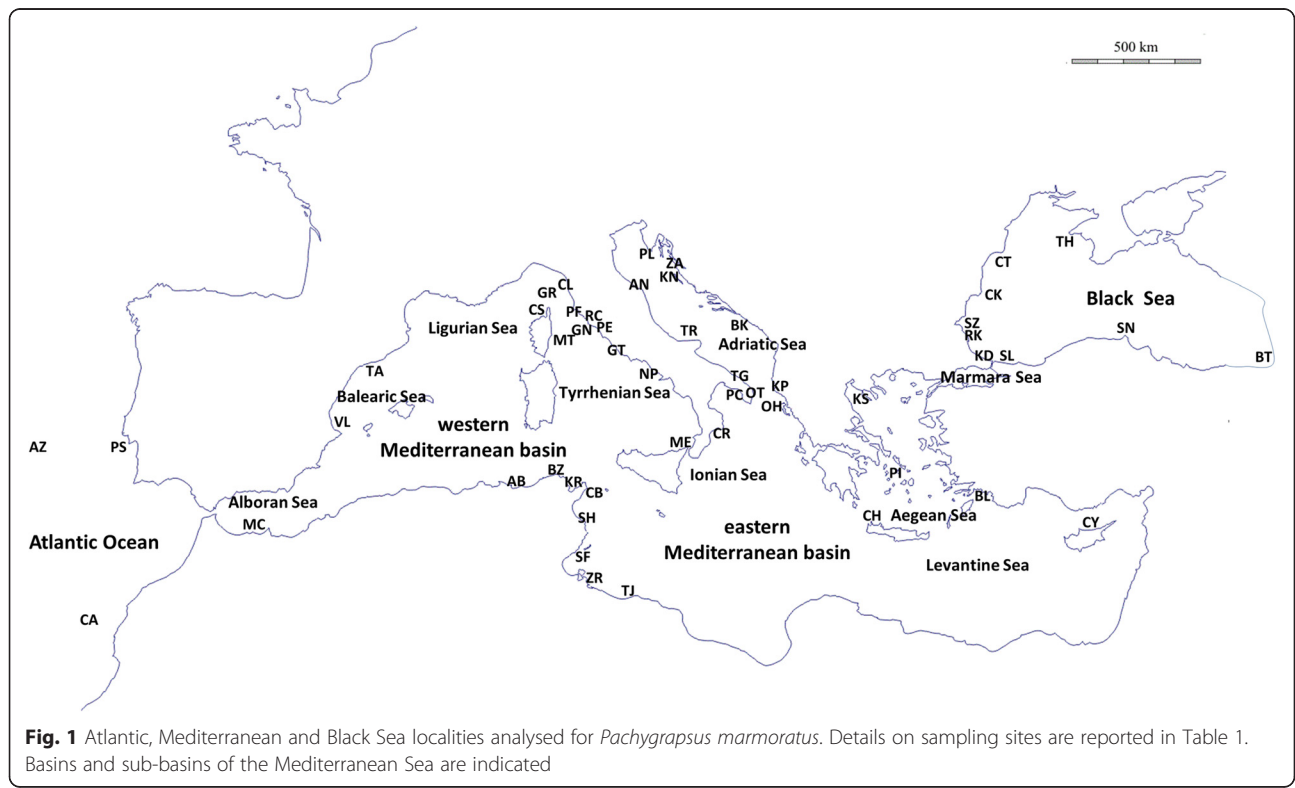 500 km
TH
PL
ZA
CT
KN
CL
AN
GR
CK
Black Sea
CS
PF
RC
SZ
BK
SN
Ligurian Sea
GN
PE
TR
RK
MT
Adriatic Sea
GT
KD
SL
BT
TA
NP
TG
Marmara Sea
Balearic Sea
Tyrrhenian Sea
PC
OT
KP
KS
OH
VL
western
Mediterranean basin
CR
AZ
PS
ME
BZ
Ionian Sea
PI
AB
KR
CB
BL
Alboran Sea
SH
CH
Aegean Sea
CY
MC
eastern
Mediterranean basin
Atlantic Ocean
SF
Levantine Sea
ZR
TJ
CA
Fig. 1 Atlantic, Mediterranean and Black Sea localities analysed for Pachygrapsus marmoratus. Details on sampling sites are reported in Table 1.
Basins and sub-basins of the Mediterranean Sea are indicated